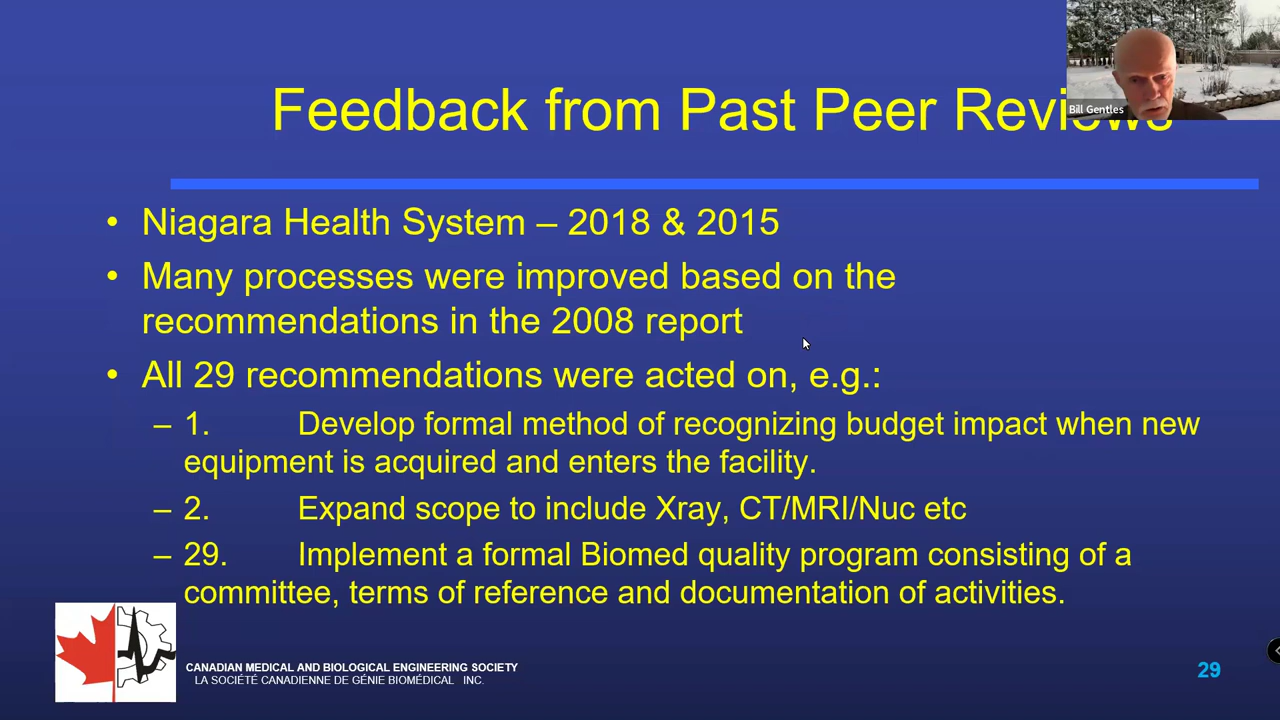 Feedback from Past Peer Reviews
Bill Gentles
• Niagara Health System – 2018 & 2015
• Many processes were improved based on the
recommendations in the 2008 report
• All 29 recommendations were acted on, e.g.:
– 1. Develop formal method of recognizing budget impact when new
equipment is acquired and enters the facility.
– 2. Expand scope to include Xray, CT/MRI/Nuc etc
– 29. Implement a formal Biomed quality program consisting of a
committee, terms of reference and documentation of activities.
CANADIAN MEDICAL AND BIOLOGICAL ENGINEERING SOCIETY
LA SOCIÉTÉ CANADIENNE DE GÉNIE BIOMÉDICAL INC.
29